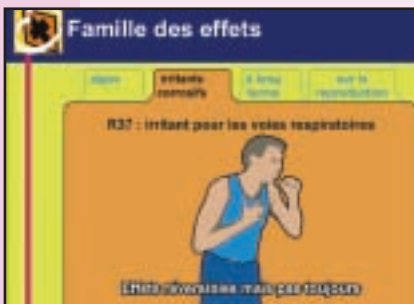 Famille des effets
aigus
irritants
corrosifs
à long
terme
sur la
reproduction
R37 : irritant pour les voies respiratoires
Effets réversibles mais pas toujours